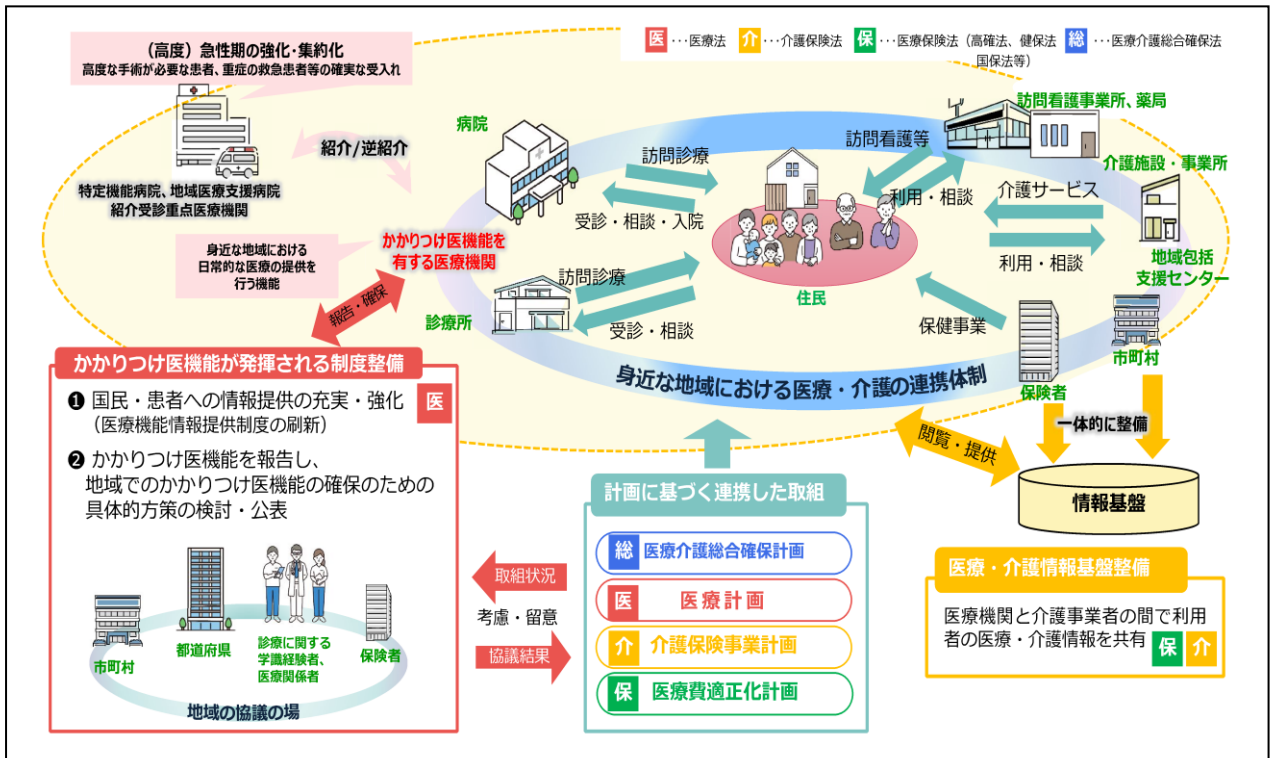 （高度）急性期の強化・集約化
高度な手術が必要な患者、重症の救急患者等の確実な受入れ
医 ･･･医療法 介 ･･･介護保険法 保 ･･･医療保険法（高確法、健保法 総 ･･･医療介護総合確保法
国保法等）
訪問看護事業所、薬局
病院
紹介/逆紹介
訪問診療
訪問看護等
介護施設・事業所
特定機能病院、地域医療支援病院
紹介受診重点医療機関
利用・相談
介護サービス
受診・相談・入院
かかりつけ医機能を
有する医療機関
身近な地域における
日常的な医療の提供を
行う機能
利用・相談
地域包括
支援センター
訪問診療
住民
報告・確保
診療所
受診・相談
保健事業
市町村
かかりつけ医機能が発揮される制度整備
身近な地域における医療・介護の連携体制
保険者
❶ 国民・患者への情報提供の充実・強化
（医療機能情報提供制度の刷新）
医
一体的に整備
閲覧・提供
❷ かかりつけ医機能を報告し、
地域でのかかりつけ医機能の確保のための
具体的方策の検討・公表
計画に基づく連携した取組
情報基盤
総 医療介護総合確保計画
医 医療計画
介 介護保険事業計画
保 医療費適正化計画
取組状況
考慮・留意
協議結果
医療・介護情報基盤整備
医療機関と介護事業者の間で利用
者の医療・介護情報を共有
保 介
市町村
都道府県
診療に関する
学識経験者、
医療関係者
保険者
地域の協議の場